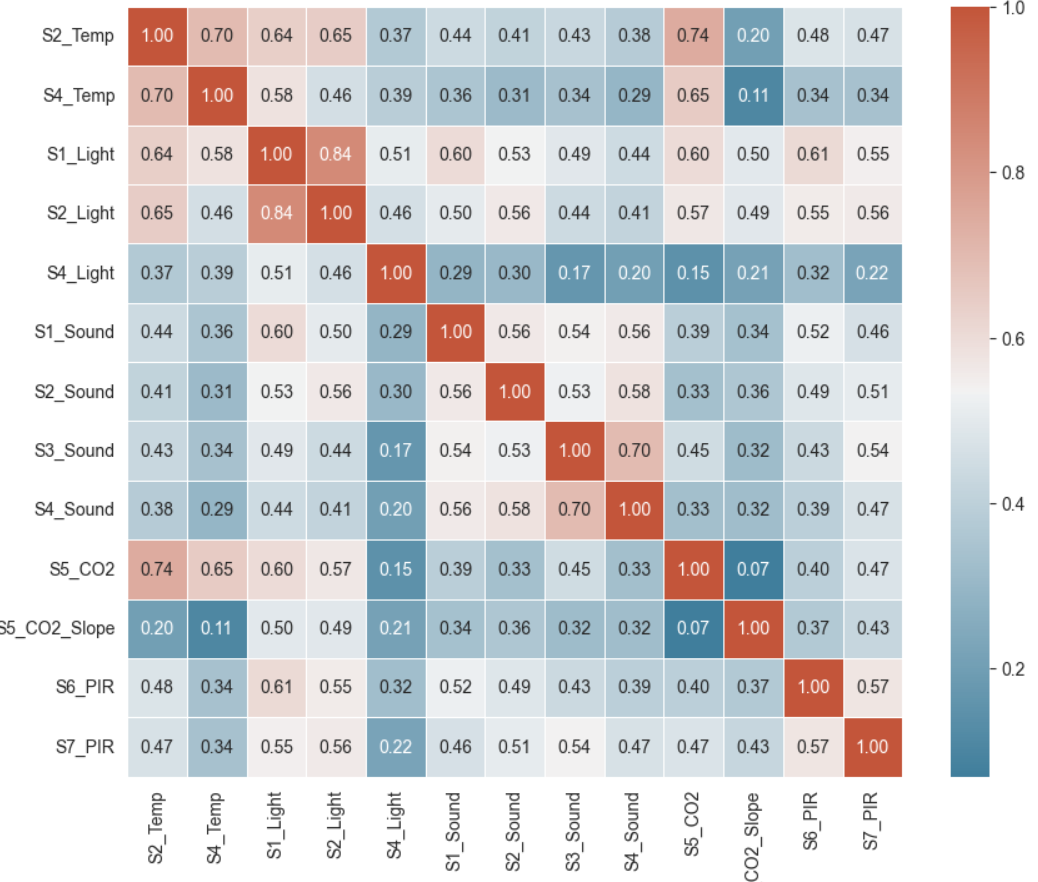 S2_Temp 1.00 0.70 0.64 0.65 0.37 0.44 0.41 0.43 0.38 0.74 0.20 0.48 0.47
S4_Temp 0.70 1.00 0.58 0.46 0.39 0.36 0.31 0.34 0.29 0.65 0.11 0.34 0.34
S1_Light 0.64 0.58 1.00 0.84 0.51 0.60 0.53 0.49 0.44 0.60 0.50 0.61 0.55
S2_Light 0.65 0.46 0.84 1.00 0.46 0.50 0.56 0.44 0.41 0.57 0.49 0.55 0.56
S4_Light 0.37 0.39 0.51 0.46 1.00 0.29 0.30 0.17 0.20 0.15 0.21 0.32 0.22
S1_Sound 0.44 0.36 0.60 0.50 0.29 1.00 0.56 0.54 0.56 0.39 0.34 0.52 0.46
S2_Sound 0.41 0.31 0.53 0.56 0.30 0.56 1.00 0.53 0.58 0.33 0.36 0.49 0.51
S3_Sound 0.43 0.34 0.49 0.44 0.17 0.54 0.53 1.00 0.70 0.45 0.32 0.43 0.54
S4_Sound 0.38 0.29 0.44 0.41 0.20 0.56 0.58 0.70 1.00 0.33 0.32 0.39 0.47
S5_CO2 0.74 0.65 0.60 0.57 0.15 0.39 0.33 0.45 0.33 1.00 0.07 0.40 0.47
S5_CO2_Slope 0.20 0.11 0.50 0.49 0.21 0.34 0.36 0.32 0.32 0.07 1.00 0.37 0.43
S6_PIR 0.48 0.34 0.61 0.55 0.32 0.52 0.49 0.43 0.39 0.40 0.37 1.00 0.57
S7_PIR 0.47 0.34 0.55 0.56 0.22 0.46 0.51 0.54 0.47 0.47 0.43 0.57 1.00
S2_Temp S4_Temp S1_Light S2_Light S4_Light S1_Sound S2_Sound S3_Sound S4_Sound S5_CO2 CO2_Slope S6_PIR S7_PIR
1.0
0.8
0.6
0.4
0.2